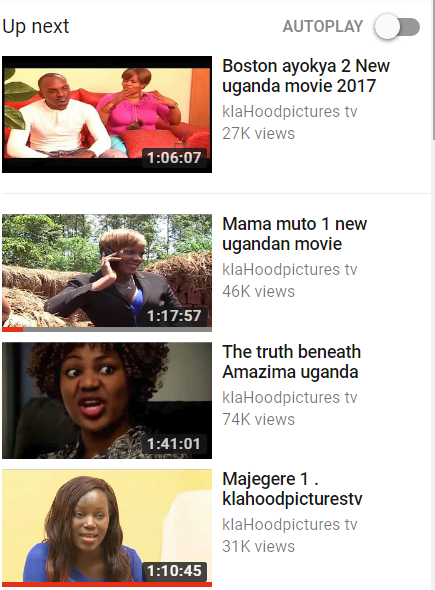 Up next
AUTOPLAY
Boston ayokya 2 New
uganda movie 2017
klaHoodpictures tv
27K views
1:06:07
Mama muto 1 new
ugandan movie
klaHoodpictures tv
46K views
1:17:57
The truth beneath
Amazima uganda
klaHoodpictures tv
74K views
1:41:01
Majegere 1 .
klahoodpicturestv
klaHoodpictures tv
31K views
1:10:45